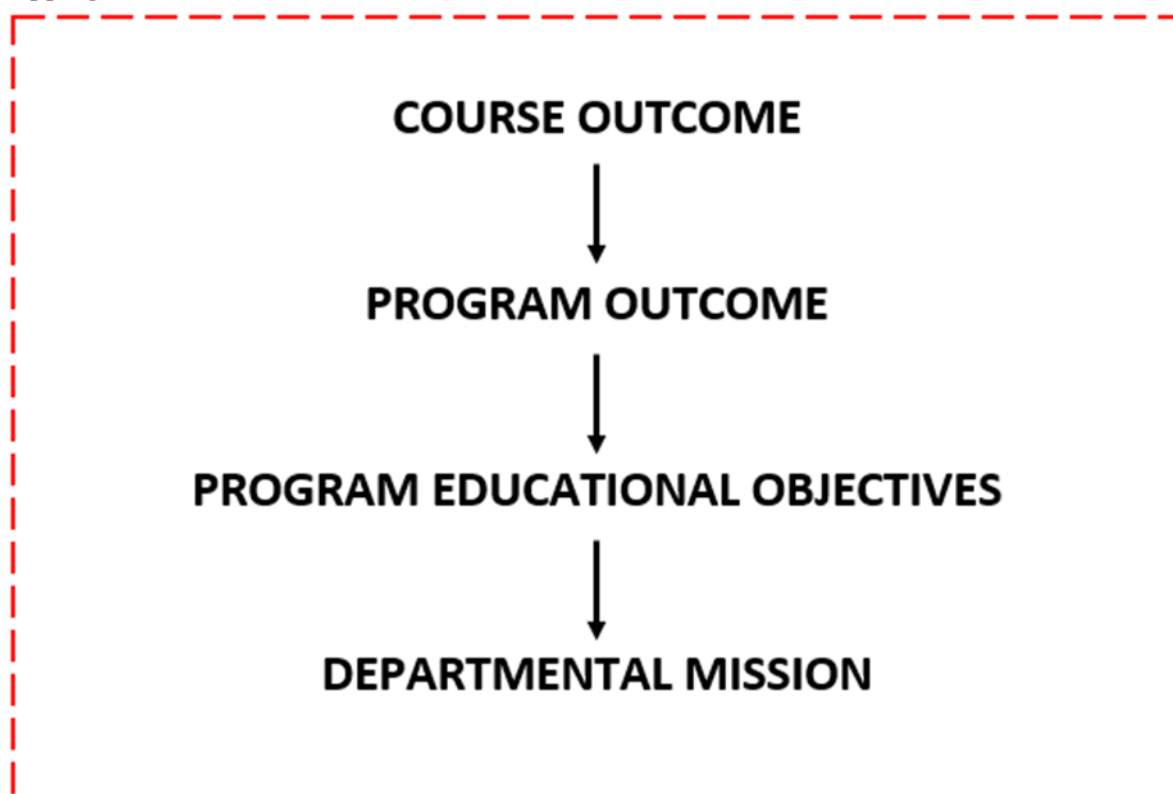 COURSE OUTCOME
PROGRAM OUTCOME
PROGRAM EDUCATIONAL OBJECTIVES
DEPARTMENTAL MISSION